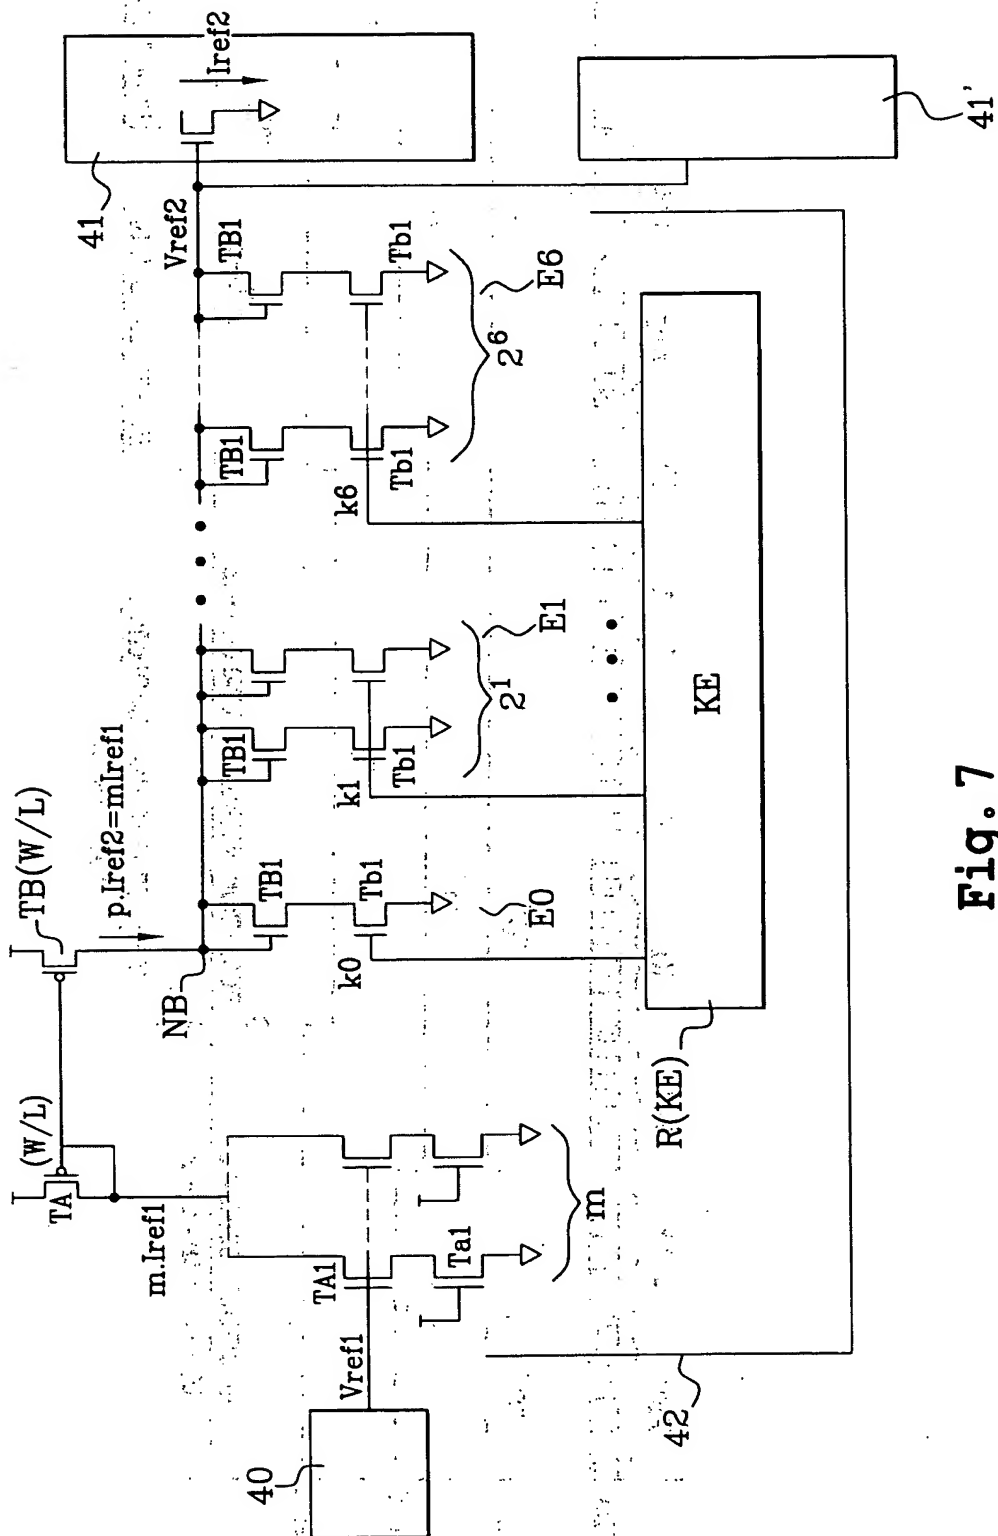 41
Iref2
Vref2
41'
TB(W/L)
p.Iref2=mIref1
(W/L)
TA
m.Iref1
NB
TB1
TB1
TB1
TB1
Tb1
Tb1
Tb1
Tb1
k0
k1
k6
E0
2^1
E1
2^6
E6
TA1
Ta1
m
Vref1
40
KE
R(KE)
42
Fig. 7